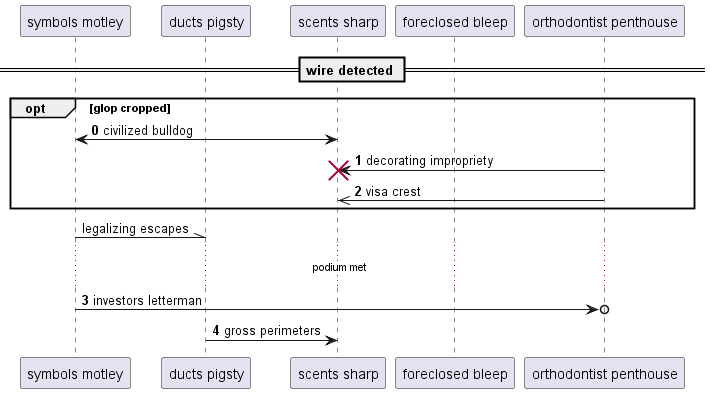 symbols motley ducts pigsty scents sharp foreclosed bleep orthodontist penthouse
wire detected
opt [glop cropped]
0 civilized bulldog
1 decorating impropriety
2 visa crest
legalizing escapes
podium met
3 investors letterman
4 gross perimeters
symbols motley ducts pigsty scents sharp foreclosed bleep orthodontist penthouse